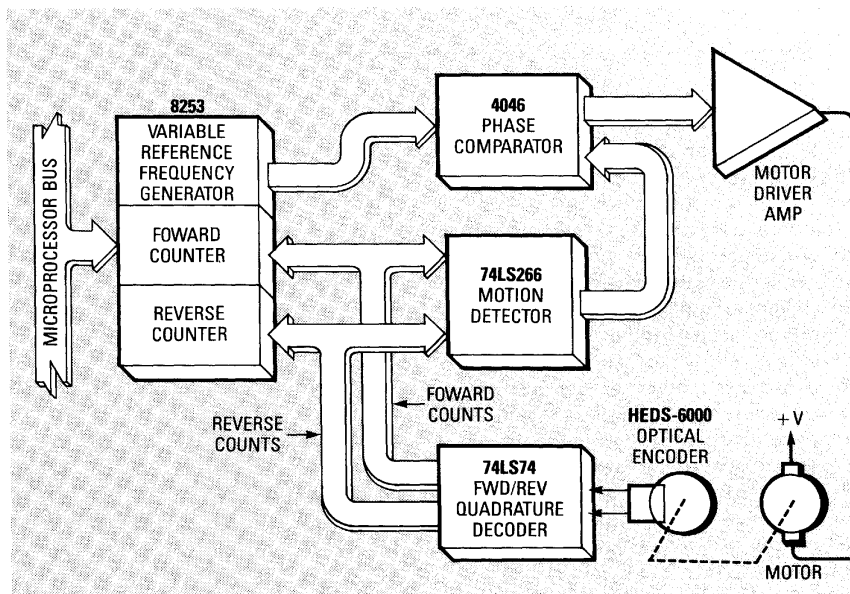 MICROPROCESSOR BUS
8253
VARIABLE
REFERENCE
FREQUENCY
GENERATOR
FOWARD
COUNTER
REVERSE
COUNTER
4046
PHASE
COMPARATOR
MOTOR
DRIVER
AMP
74LS266
MOTION
DETECTOR
REVERSE
COUNTS
FOWARD
COUNTS
74LS74
FWD/REV
QUADRATURE
DECODER
HEDS-6000
OPTICAL
ENCODER
+V
MOTOR